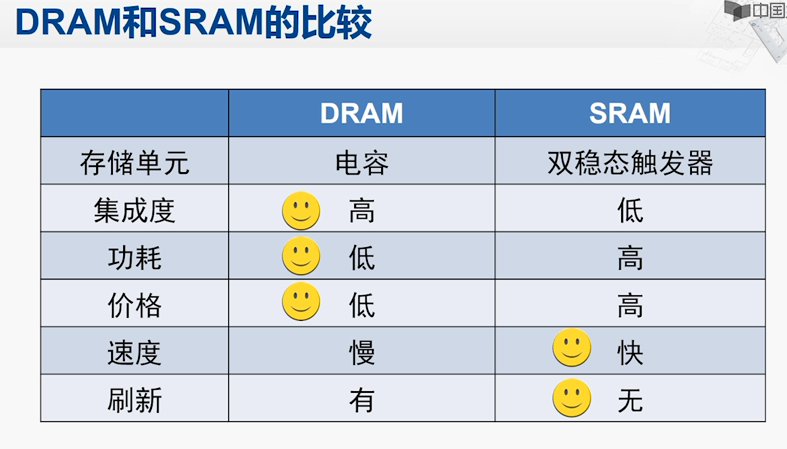 DRAM和SRAM的比较
中国
DRAM SRAM
存储单元 电容 双稳态触发器
集成度 高 低
功耗 低 高
价格 低 高
速度 慢 快
刷新 有 无